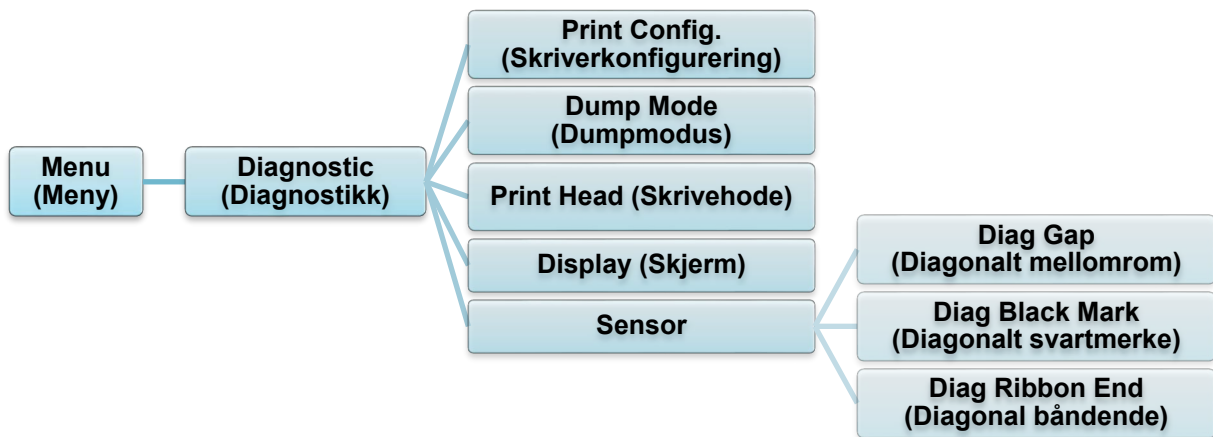 Print Config.
(Skriverkonfigurering)
Dump Mode
(Dumpmodus)
Menu
(Meny)
Diagnostic
(Diagnostikk)
Print Head (Skrivehode)
Display (Skjerm)
Sensor
Diag Gap
(Diagonalt mellomrom)
Diag Black Mark
(Diagonalt svartmerke)
Diag Ribbon End
(Diagonal båndende)